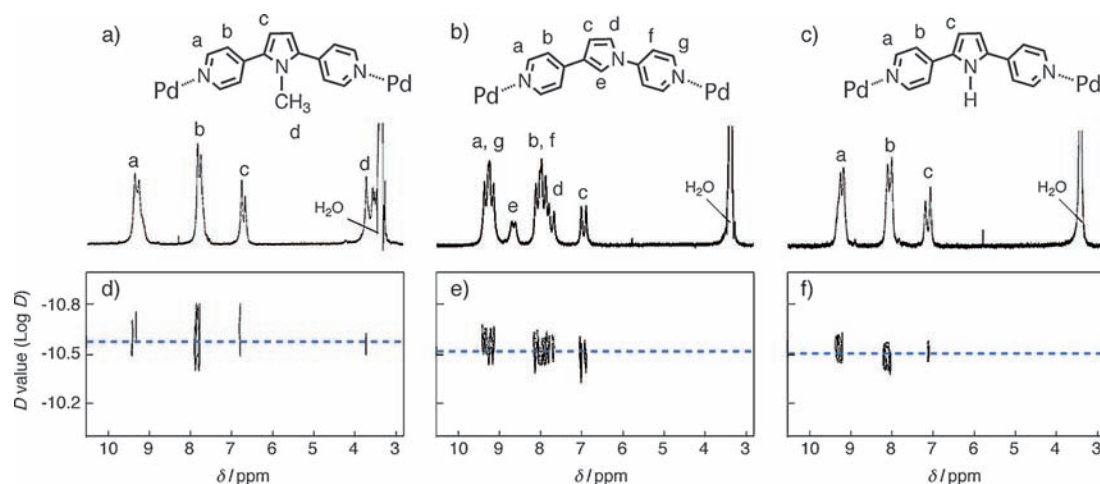 a)
c
a
b
N
N
Pd
Pd
N
CH₃
d
a
b
c
d
H₂O
b)
c
d
f
g
a
b
N
e
N
N
Pd
Pd
a, g
b, f
e
d
c
H₂O
c)
c
a
b
N
N
Pd
Pd
N
H
a
b
c
H₂O
D value (Log D)
-10.8
-10.5
-10.2
d)
10 9 8 7 6 5 4 3
δ / ppm
e)
10 9 8 7 6 5 4 3
δ / ppm
f)
10 9 8 7 6 5 4 3
δ / ppm